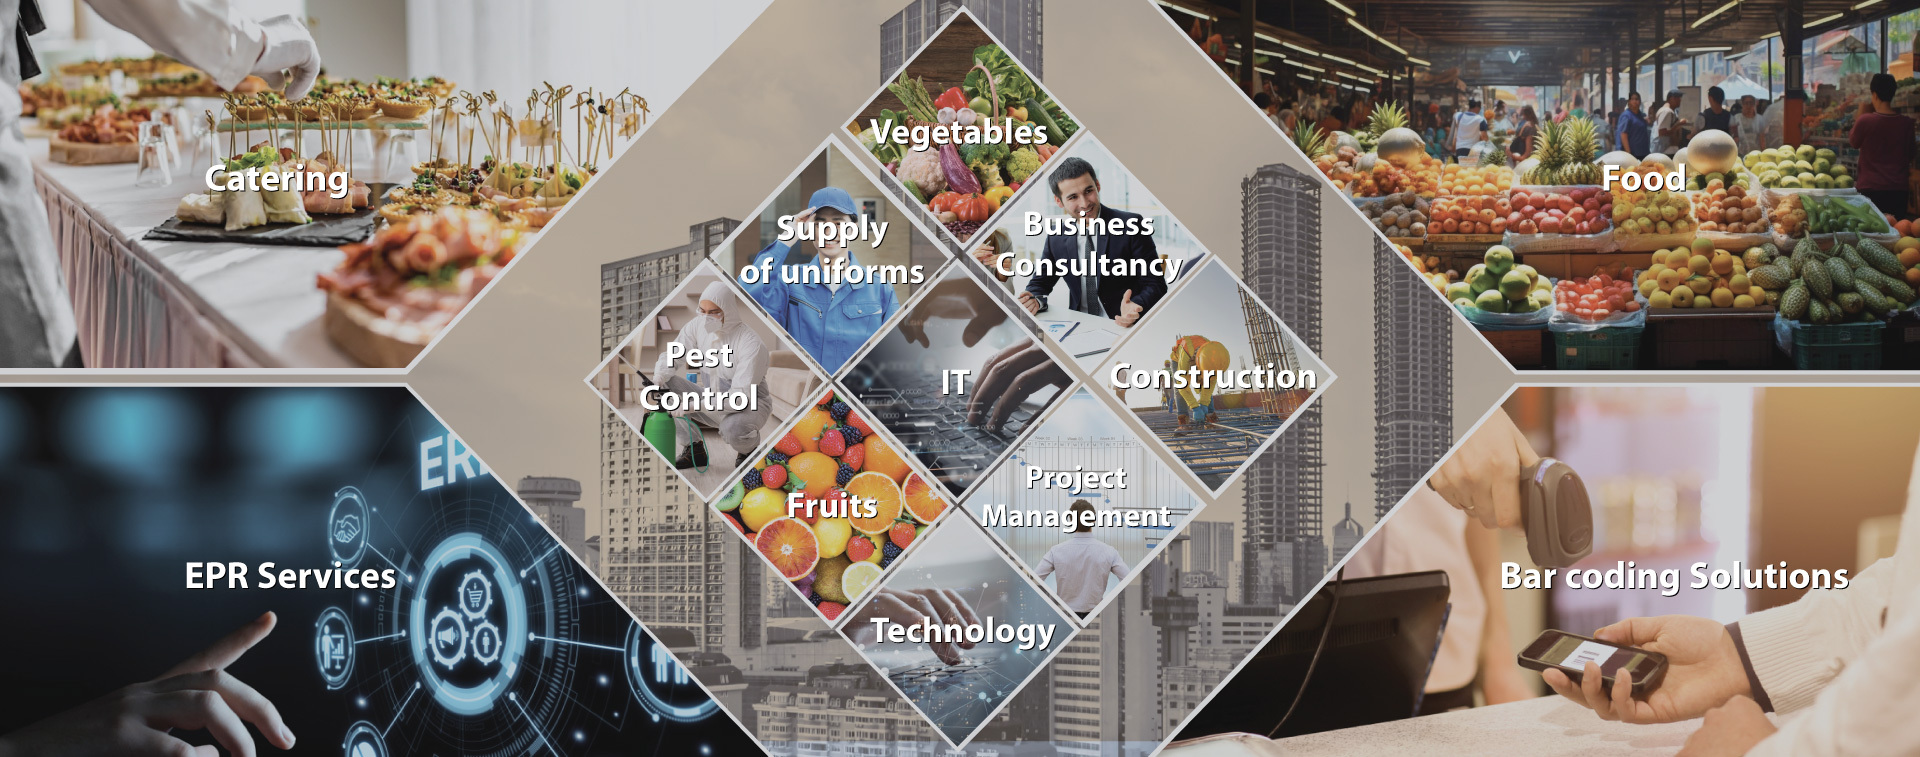 Vegetables
Catering
Food
Supply
of uniforms
Business
Consultancy
Pest
Control
IT
Construction
Fruits
Project
Management
EPR Services
Bar coding Solutions
Technology